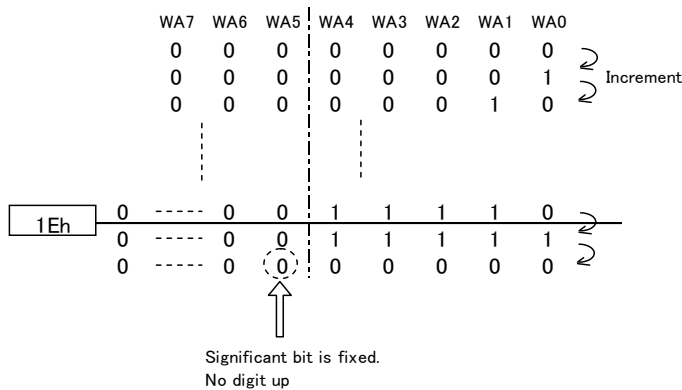 WA7 WA6 WA5 WA4 WA3 WA2 WA1 WA0
0 0 0 0 0 0 0 0
0 0 0 0 0 0 0 1
Increment
0 0 0 0 0 0 1 0
1Eh
0 ----- 0 0 1 1 1 1 0
0 ----- 0 0 1 1 1 1 1
0 ----- 0 0 0 0 0 0 0
Significant bit is fixed.
No digit up